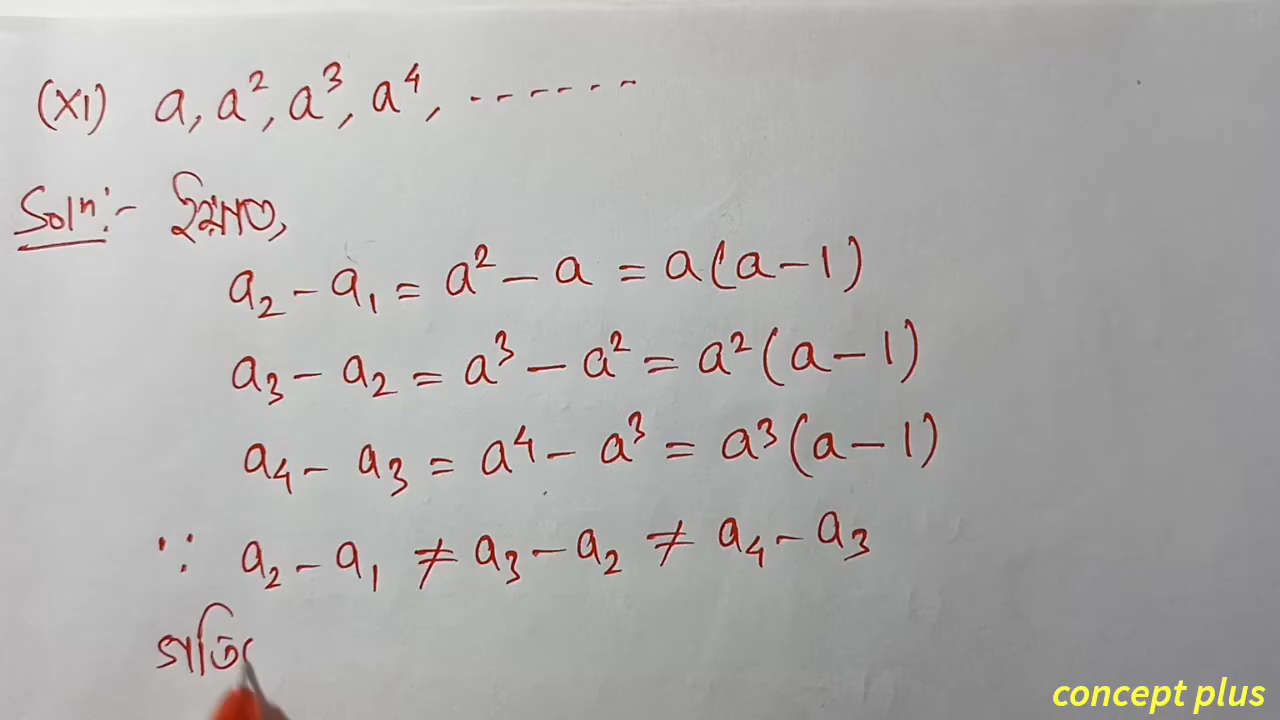 (XI) a, a², a³, a⁴, ......
Solⁿ:- ইয়াত,
a₂ - a₁ = a² - a = a(a-1)
a₃ - a₂ = a³ - a² = a²(a-1)
a₄ - a₃ = a⁴ - a³ = a³(a-1)
∵ a₂ - a₁ ≠ a₃ - a₂ ≠ a₄ - a₃
concept plus